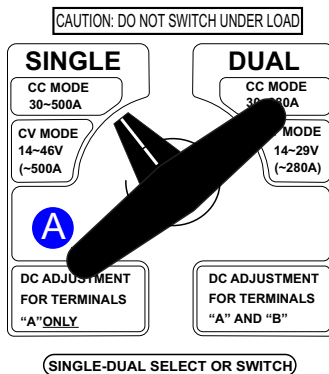 CAUTION: DO NOT SWITCH UNDER LOAD
SINGLE
CC MODE
30~500A
CV MODE
14~46V
(~500A
A
DC ADJUSTMENT
FOR TERMINALS
“A”ONLY
DUAL
CC MODE
MODE
14~29V
(~280A)
DC ADJUSTMENT
FOR TERMINALS
“A” AND “B”
(SINGLE-DUAL SELECT OR SWITCH)